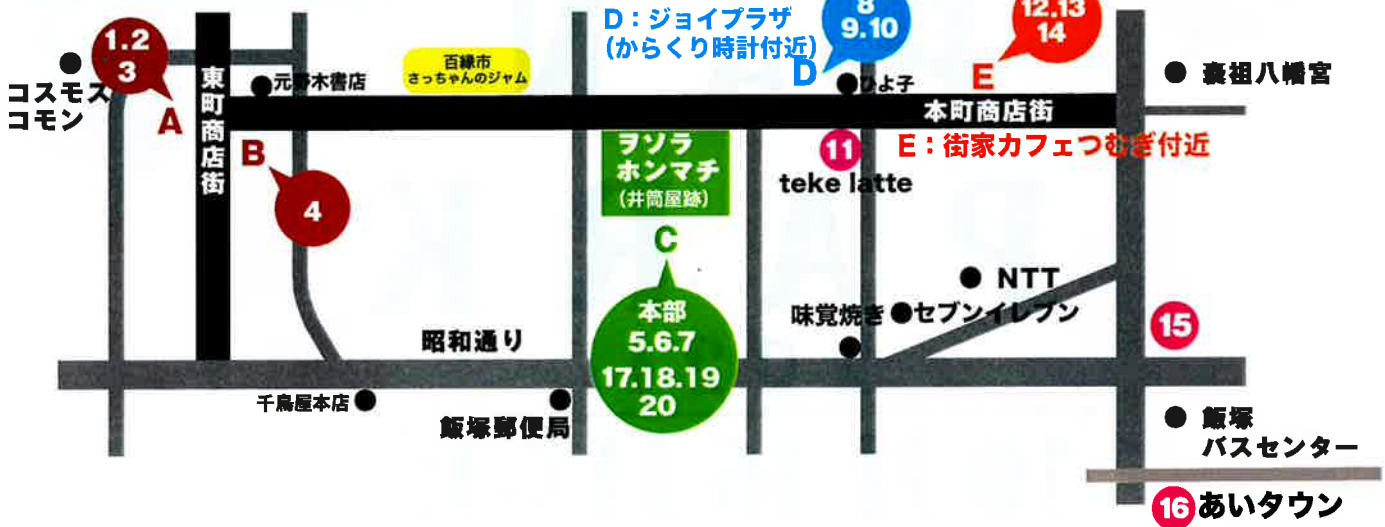 D：ジョイプラザ
(からくり時計付近)
D
8
9.10
12.13
14
E
1.2
3
A
コスモス
コモン
東町商店街
元野木書店
百縁市
さっちゃんのジャム
ひよ子
本町商店街
裏祖八幡宮
B
4
ヲソラ
ホンマチ
(井筒屋跡)
C
11
teke latte
E：街家カフェつむぎ付近
本部
5.6.7
17.18.19
20
NTT
味覚焼き
セブンイレブン
15
昭和通り
千鳥屋本店
飯塚郵便局
飯塚
バスセンター
16 あいタウン